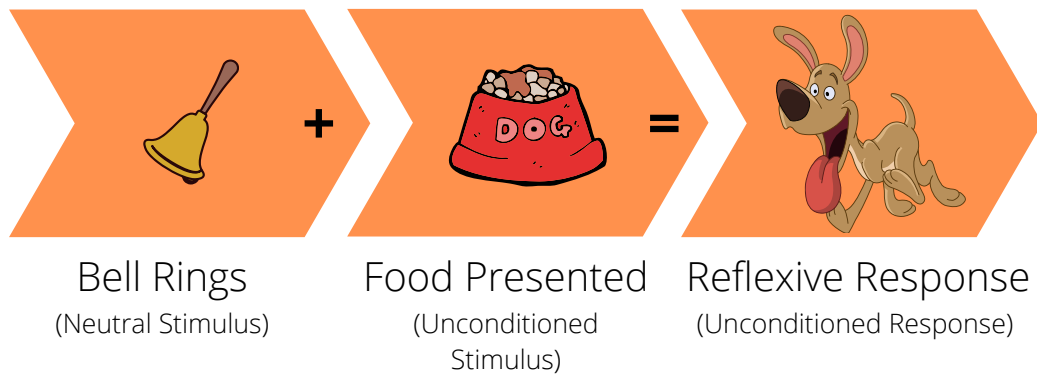 +
=
DOG
Bell Rings
(Neutral Stimulus)
Food Presented
(Unconditioned
Stimulus)
Reflexive Response
(Unconditioned Response)